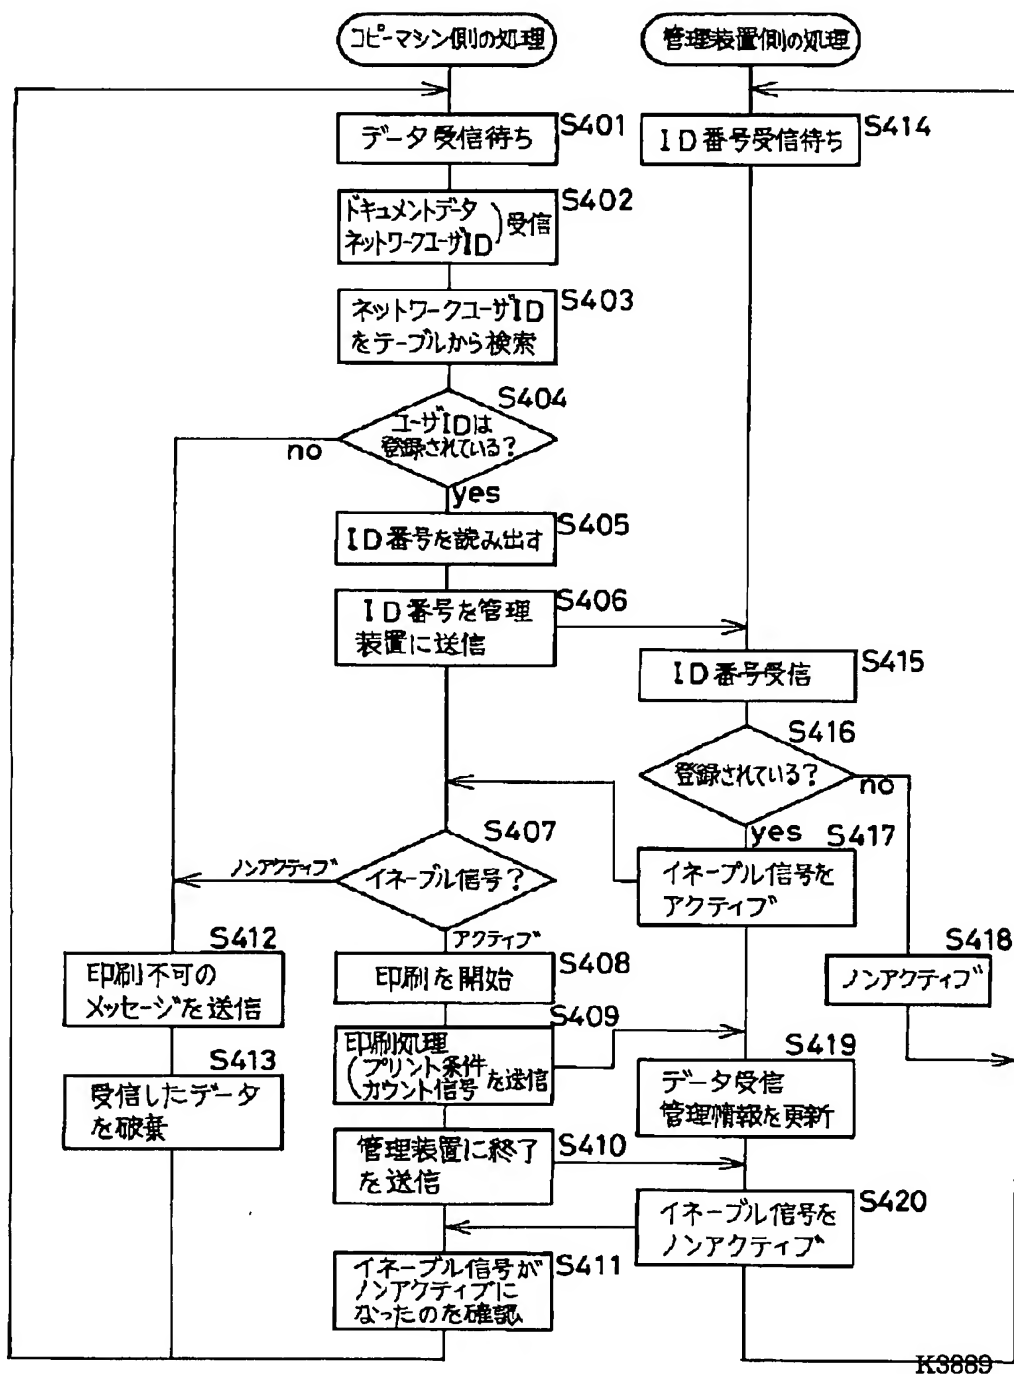 コピーマシン側の処理
管理装置側の処理
データ受信待ち
S401
ID番号受信待ち
S414
ドキュメントデータ
ネットワークユーザID
)受信
S402
ネットワークユーザID
をテーブルから検索
S403
S404
ユーザIDは
登録されている?
no
yes
ID番号を読み出す
S405
ID番号を管理
装置に送信
S406
ID番号受信
S415
S416
登録されている?
no
yes
S407
イネーブル信号?
ノンアクティブ
アクティブ
S417
イネーブル信号を
アクティブ
S412
印刷不可の
メッセージを送信
印刷を開始
S408
S418
ノンアクティブ
S409
印刷処理
(プリント条件
カウント信号を送信
S419
データ受信
管理情報を更新
S413
受信したデータ
を破棄
管理装置に終了
を送信
S410
イネーブル信号を
ノンアクティブ
S420
イネーブル信号が
ノンアクティブに
なったのを確認
S411
K3889